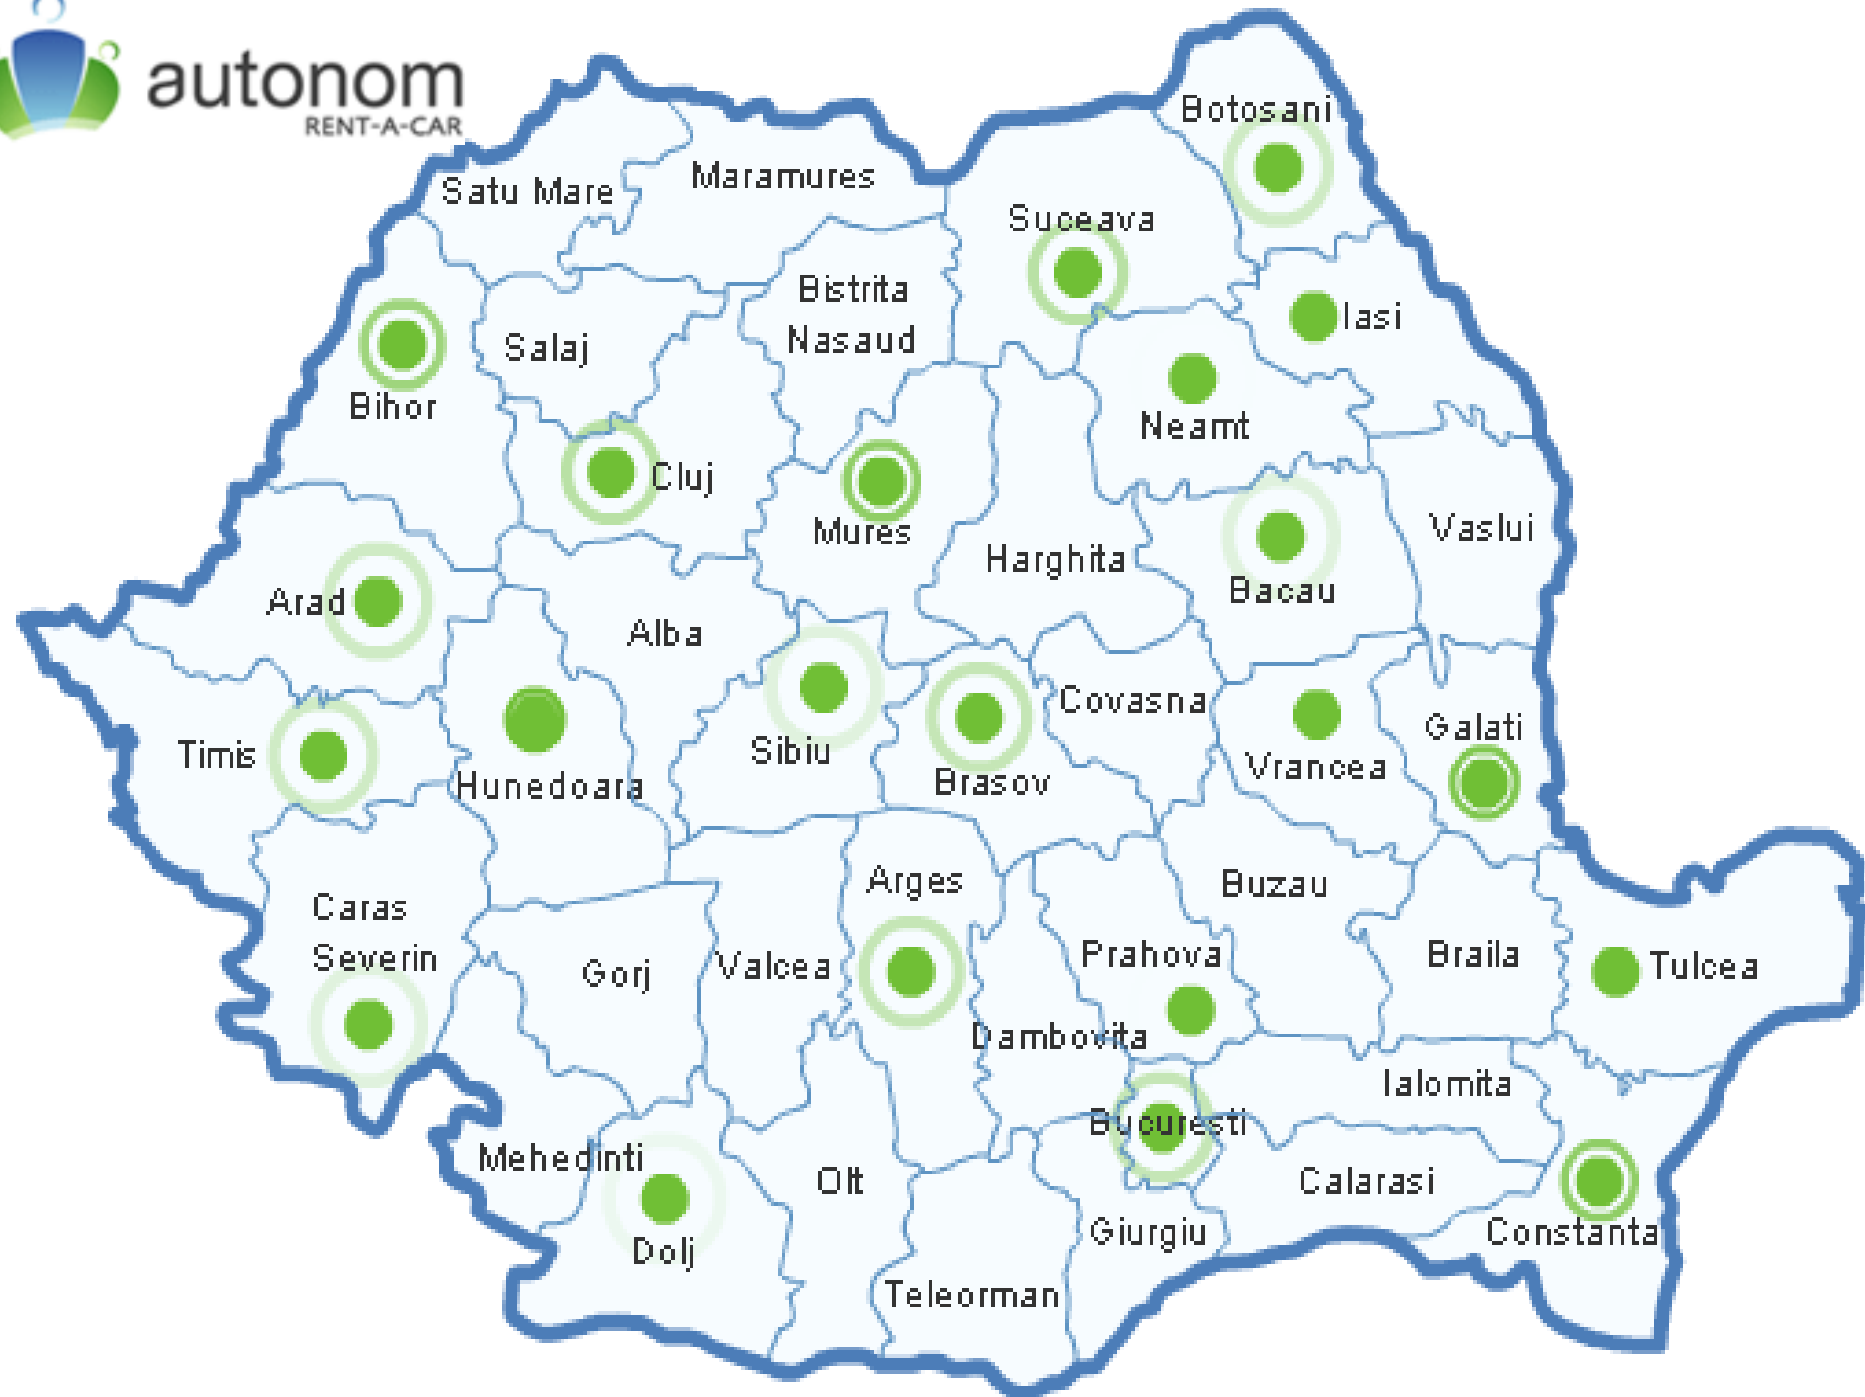 autonom
RENT-A-CAR
Botosani
Satu Mare
Maramures
Suceava
Bistrita
Nasaud
Iasi
Salaj
Bihor
Neamt
Cluj
Mures
Vaslui
Harghita
Bacau
Arad
Alba
Covasna
Galati
Timis
Sibiu
Vrancea
Hunedoara
Brasov
Arges
Buzau
Caras
Severin
Gorj
Valcea
Prahova
Braila
Tulcea
Dambovita
Ialomita
Bucuresti
Mehedinti
Olt
Calarasi
Giurgiu
Constanta
Dolj
Teleorman